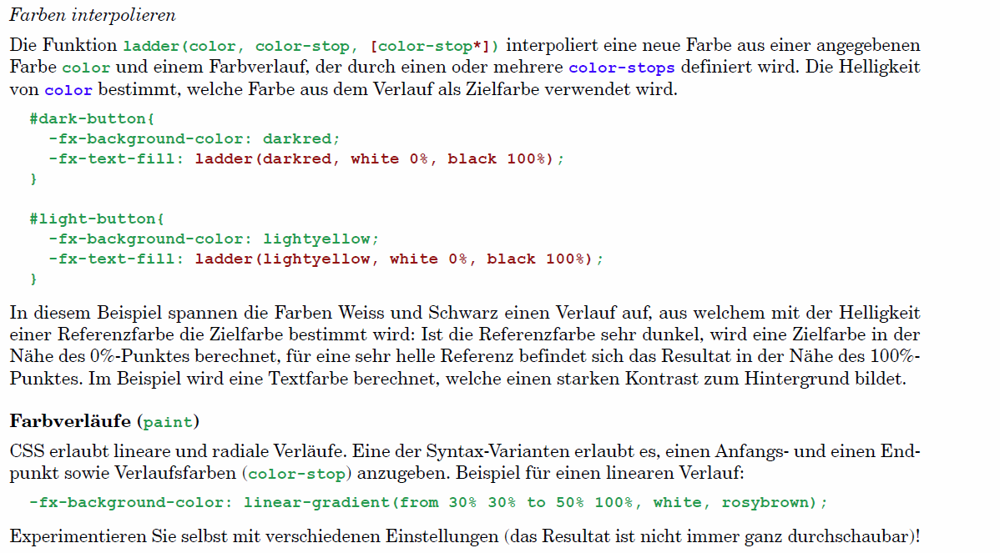 Farben interpolieren
Die Funktion ladder(color, color-stop, [color-stop*]) interpoliert eine neue Farbe aus einer angegebenen
Farbe color und einem Farbverlauf, der durch einen oder mehrere color-stops definiert wird. Die Helligkeit
von color bestimmt, welche Farbe aus dem Verlauf als Zielfarbe verwendet wird.
#dark-button{
-fx-background-color: darkred;
-fx-text-fill: ladder(darkred, white 0%, black 100%);
}
#light-button{
-fx-background-color: lightyellow;
-fx-text-fill: ladder(lightyellow, white 0%, black 100%);
}
In diesem Beispiel spannen die Farben Weiss und Schwarz einen Verlauf auf, aus welchem mit der Helligkeit
einer Referenzfarbe die Zielfarbe bestimmt wird: Ist die Referenzfarbe sehr dunkel, wird eine Zielfarbe in der
Nähe des 0%-Punktes berechnet, für eine sehr helle Referenz befindet sich das Resultat in der Nähe des 100%-
Punktes. Im Beispiel wird eine Textfarbe berechnet, welche einen starken Kontrast zum Hintergrund bildet.
Farbverläufe (paint)
CSS erlaubt lineare und radiale Verläufe. Eine der Syntax-Varianten erlaubt es, einen Anfangs- und einen End-
punkt sowie Verlaufsfarben (color-stop) anzugeben. Beispiel für einen linearen Verlauf:
-fx-background-color: linear-gradient(from 30% 30% to 50% 100%, white, rosybrown);
Experimentieren Sie selbst mit verschiedenen Einstellungen (das Resultat ist nicht immer ganz durchschaubar)!